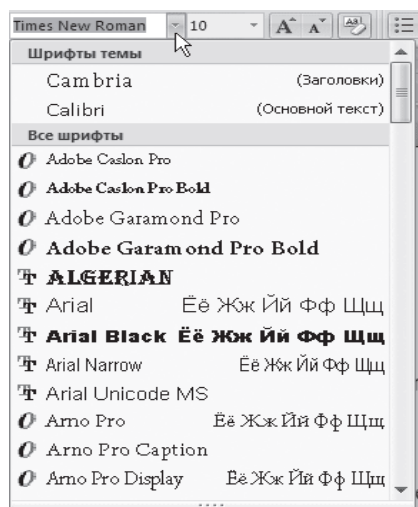 Times New Roman 10 A A Aa
Шрифты темы
Cambria (Заголовки)
Calibri (Основной текст)
Все шрифты
Adobe Caslon Pro
Adobe Caslon Pro Bold
Adobe Garamond Pro
Adobe Garamond Pro Bold
ALGERIAN
Arial Ёё Жж Йй Фф Щщ
Arial Black Ёё Жж Йй Фф Щщ
Arial Narrow Ёё Жж Йй Фф Щщ
Arial Unicode MS
Arno Pro Ёё Жж Йй Фф Щщ
Arno Pro Caption
Arno Pro Display Ёё Жж Йй Фф Щщ